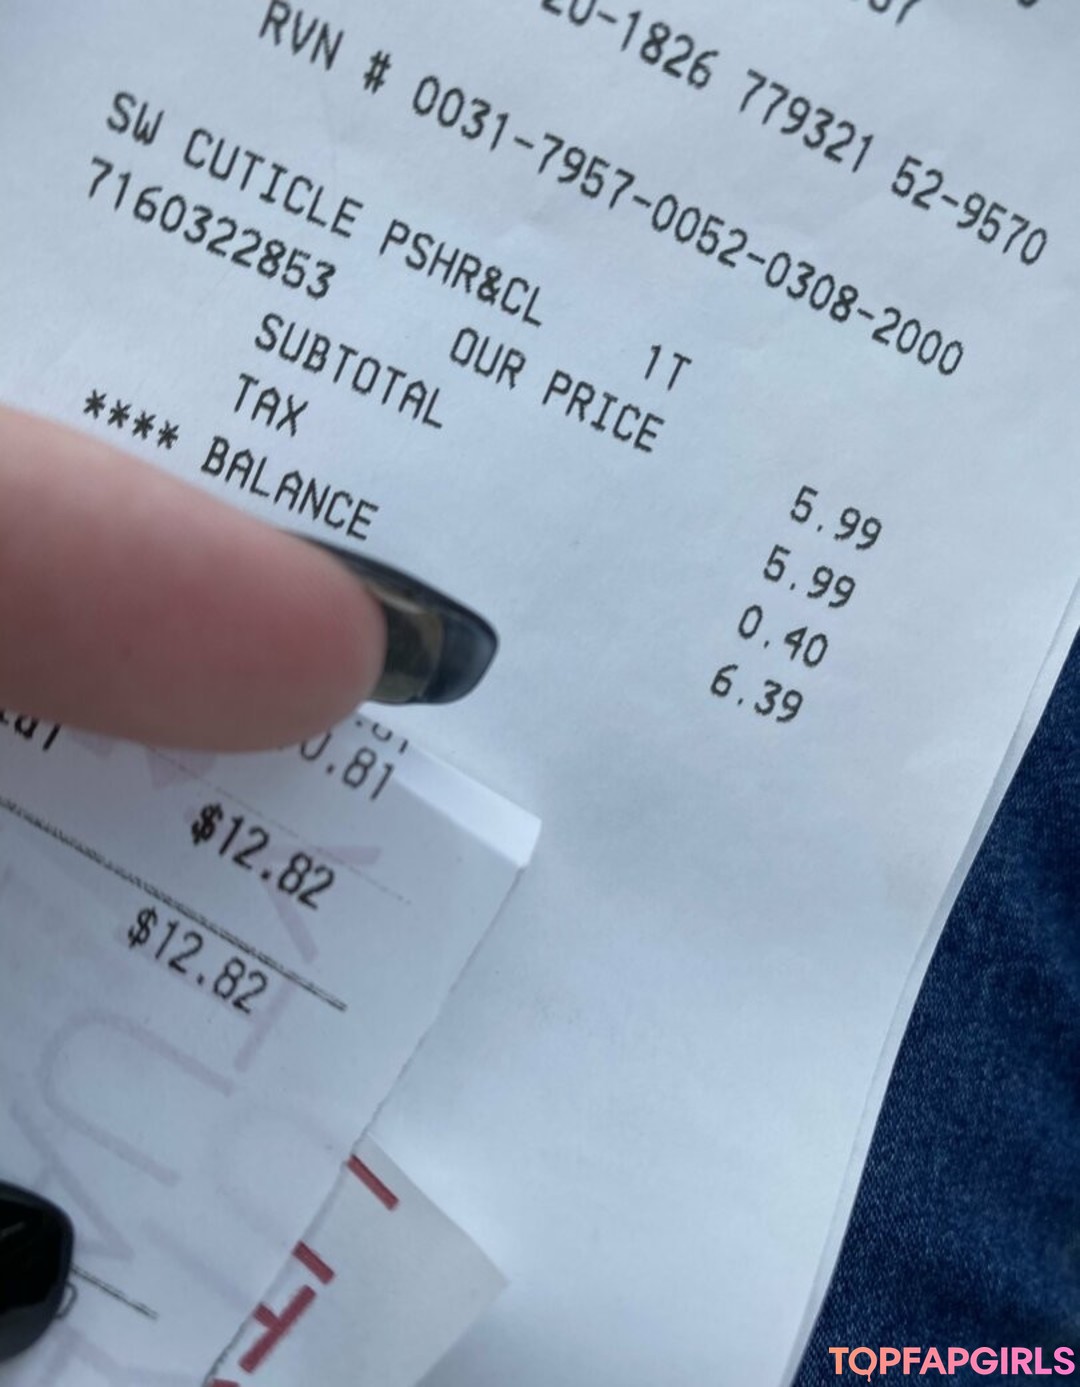 20-1826 779321 52-9570
RVN # 0031-7957-0052-0308-2000
SW CUTICLE PSHR&CL 1T
7160322853 OUR PRICE 5.99
SUBTOTAL 5.99
TAX 0.40
**** BALANCE 6.39
0.81
$12.82
$12.82
TOPFAPGIRLS